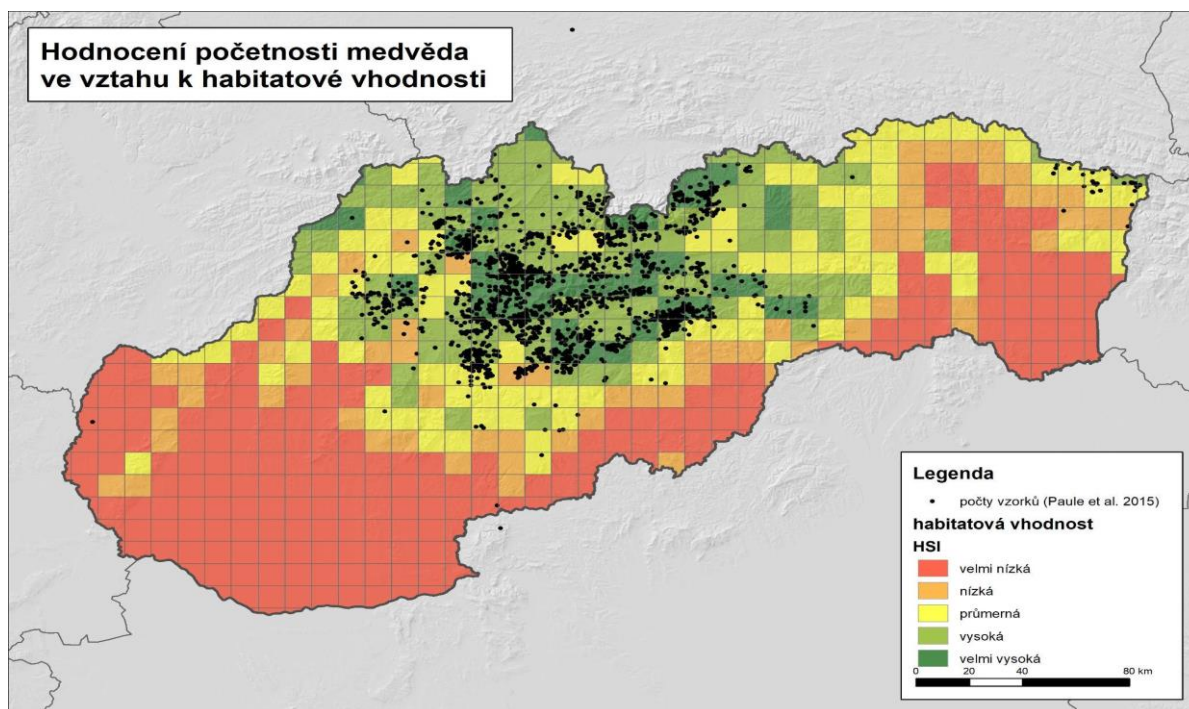 Hodnocení početnosti medvěda
ve vztahu k habitatové vhodnosti
Legenda
počty vzorků (Paule et al. 2015)
habitatová vhodnost
HSI
velmi nízká
nízká
průmerná
vysoká
velmi vysoká
0 20 40 80 km